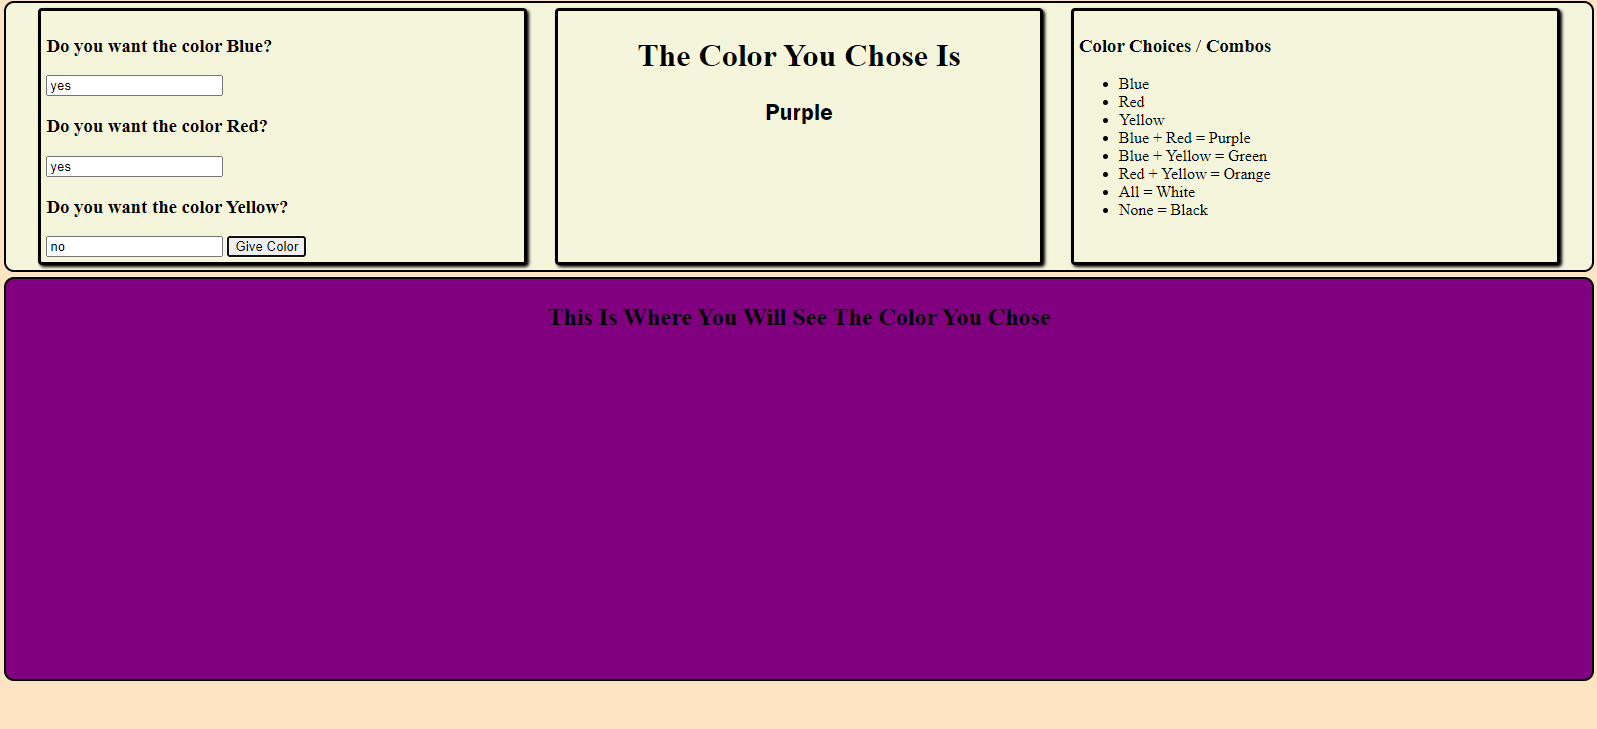 Do you want the color Blue?
yes
Do you want the color Red?
yes
Do you want the color Yellow?
no
Give Color
The Color You Chose Is
Purple
Color Choices / Combos
Blue
Red
Yellow
Blue + Red = Purple
Blue + Yellow = Green
Red + Yellow = Orange
All = White
None = Black
This Is Where You Will See The Color You Chose